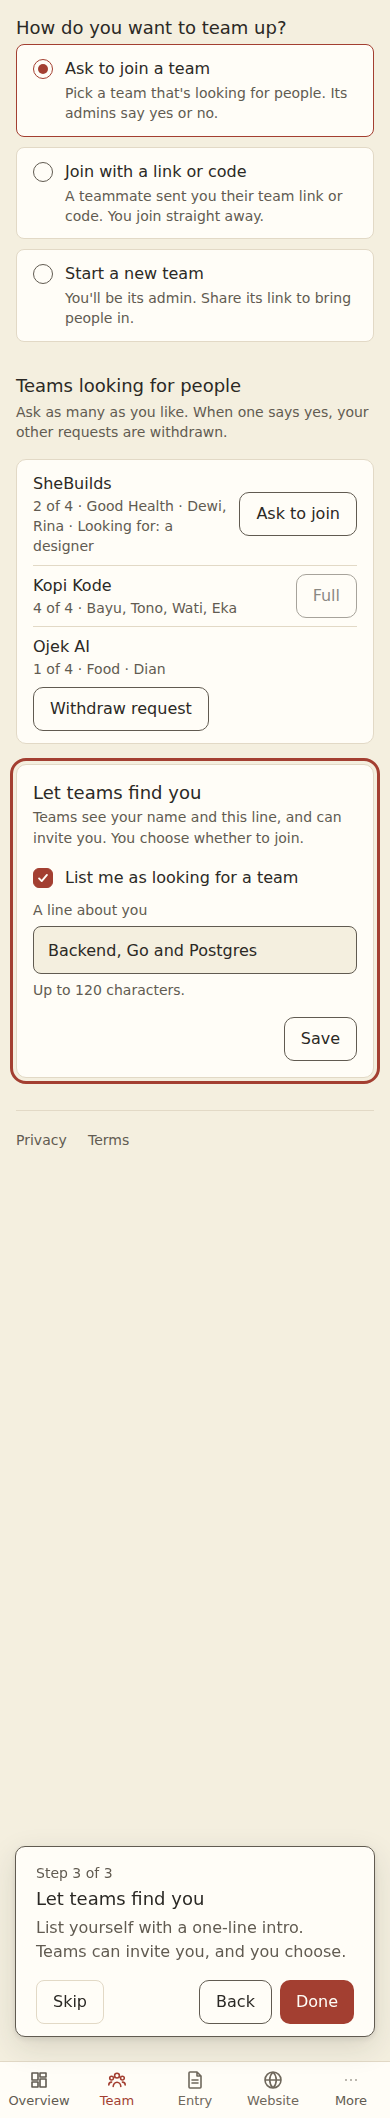 How do you want to team up?
Ask to join a team
Pick a team that's looking for people. Its
admins say yes or no.
Join with a link or code
A teammate sent you their team link or
code. You join straight away.
Start a new team
You'll be its admin. Share its link to bring
people in.
Teams looking for people
Ask as many as you like. When one says yes, your
other requests are withdrawn.
SheBuilds
2 of 4 · Good Health · Dewi,
Rina · Looking for: a
designer
Ask to join
Kopi Kode
4 of 4 · Bayu, Tono, Wati, Eka
Full
Ojek AI
1 of 4 · Food · Dian
Withdraw request
Let teams find you
Teams see your name and this line, and can
invite you. You choose whether to join.
List me as looking for a team
A line about you
Backend, Go and Postgres
Up to 120 characters.
Save
Privacy Terms
Step 3 of 3
Let teams find you
List yourself with a one-line intro.
Teams can invite you, and you choose.
Skip Back Done
Overview Team Entry Website More